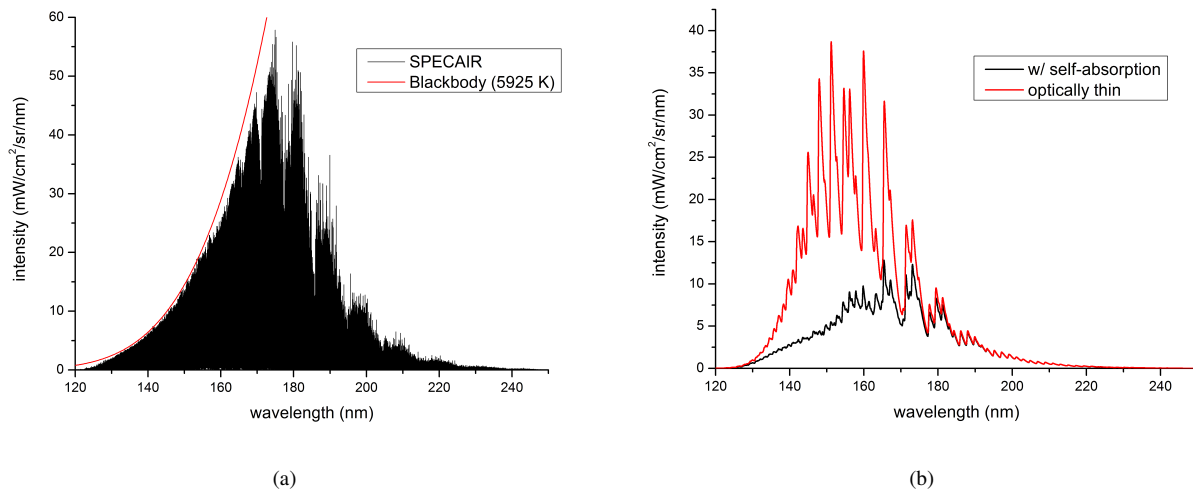 60
50
40
30
20
10
0
120 140 160 180 200 220 240
intensity (mW/cm²/sr/nm)
wavelength (nm)
SPECAIR
Blackbody (5925 K)
(a)
40
35
30
25
20
15
10
5
0
120 140 160 180 200 220 240
intensity (mW/cm²/sr/nm)
wavelength (nm)
w/ self-absorption
optically thin
(b)